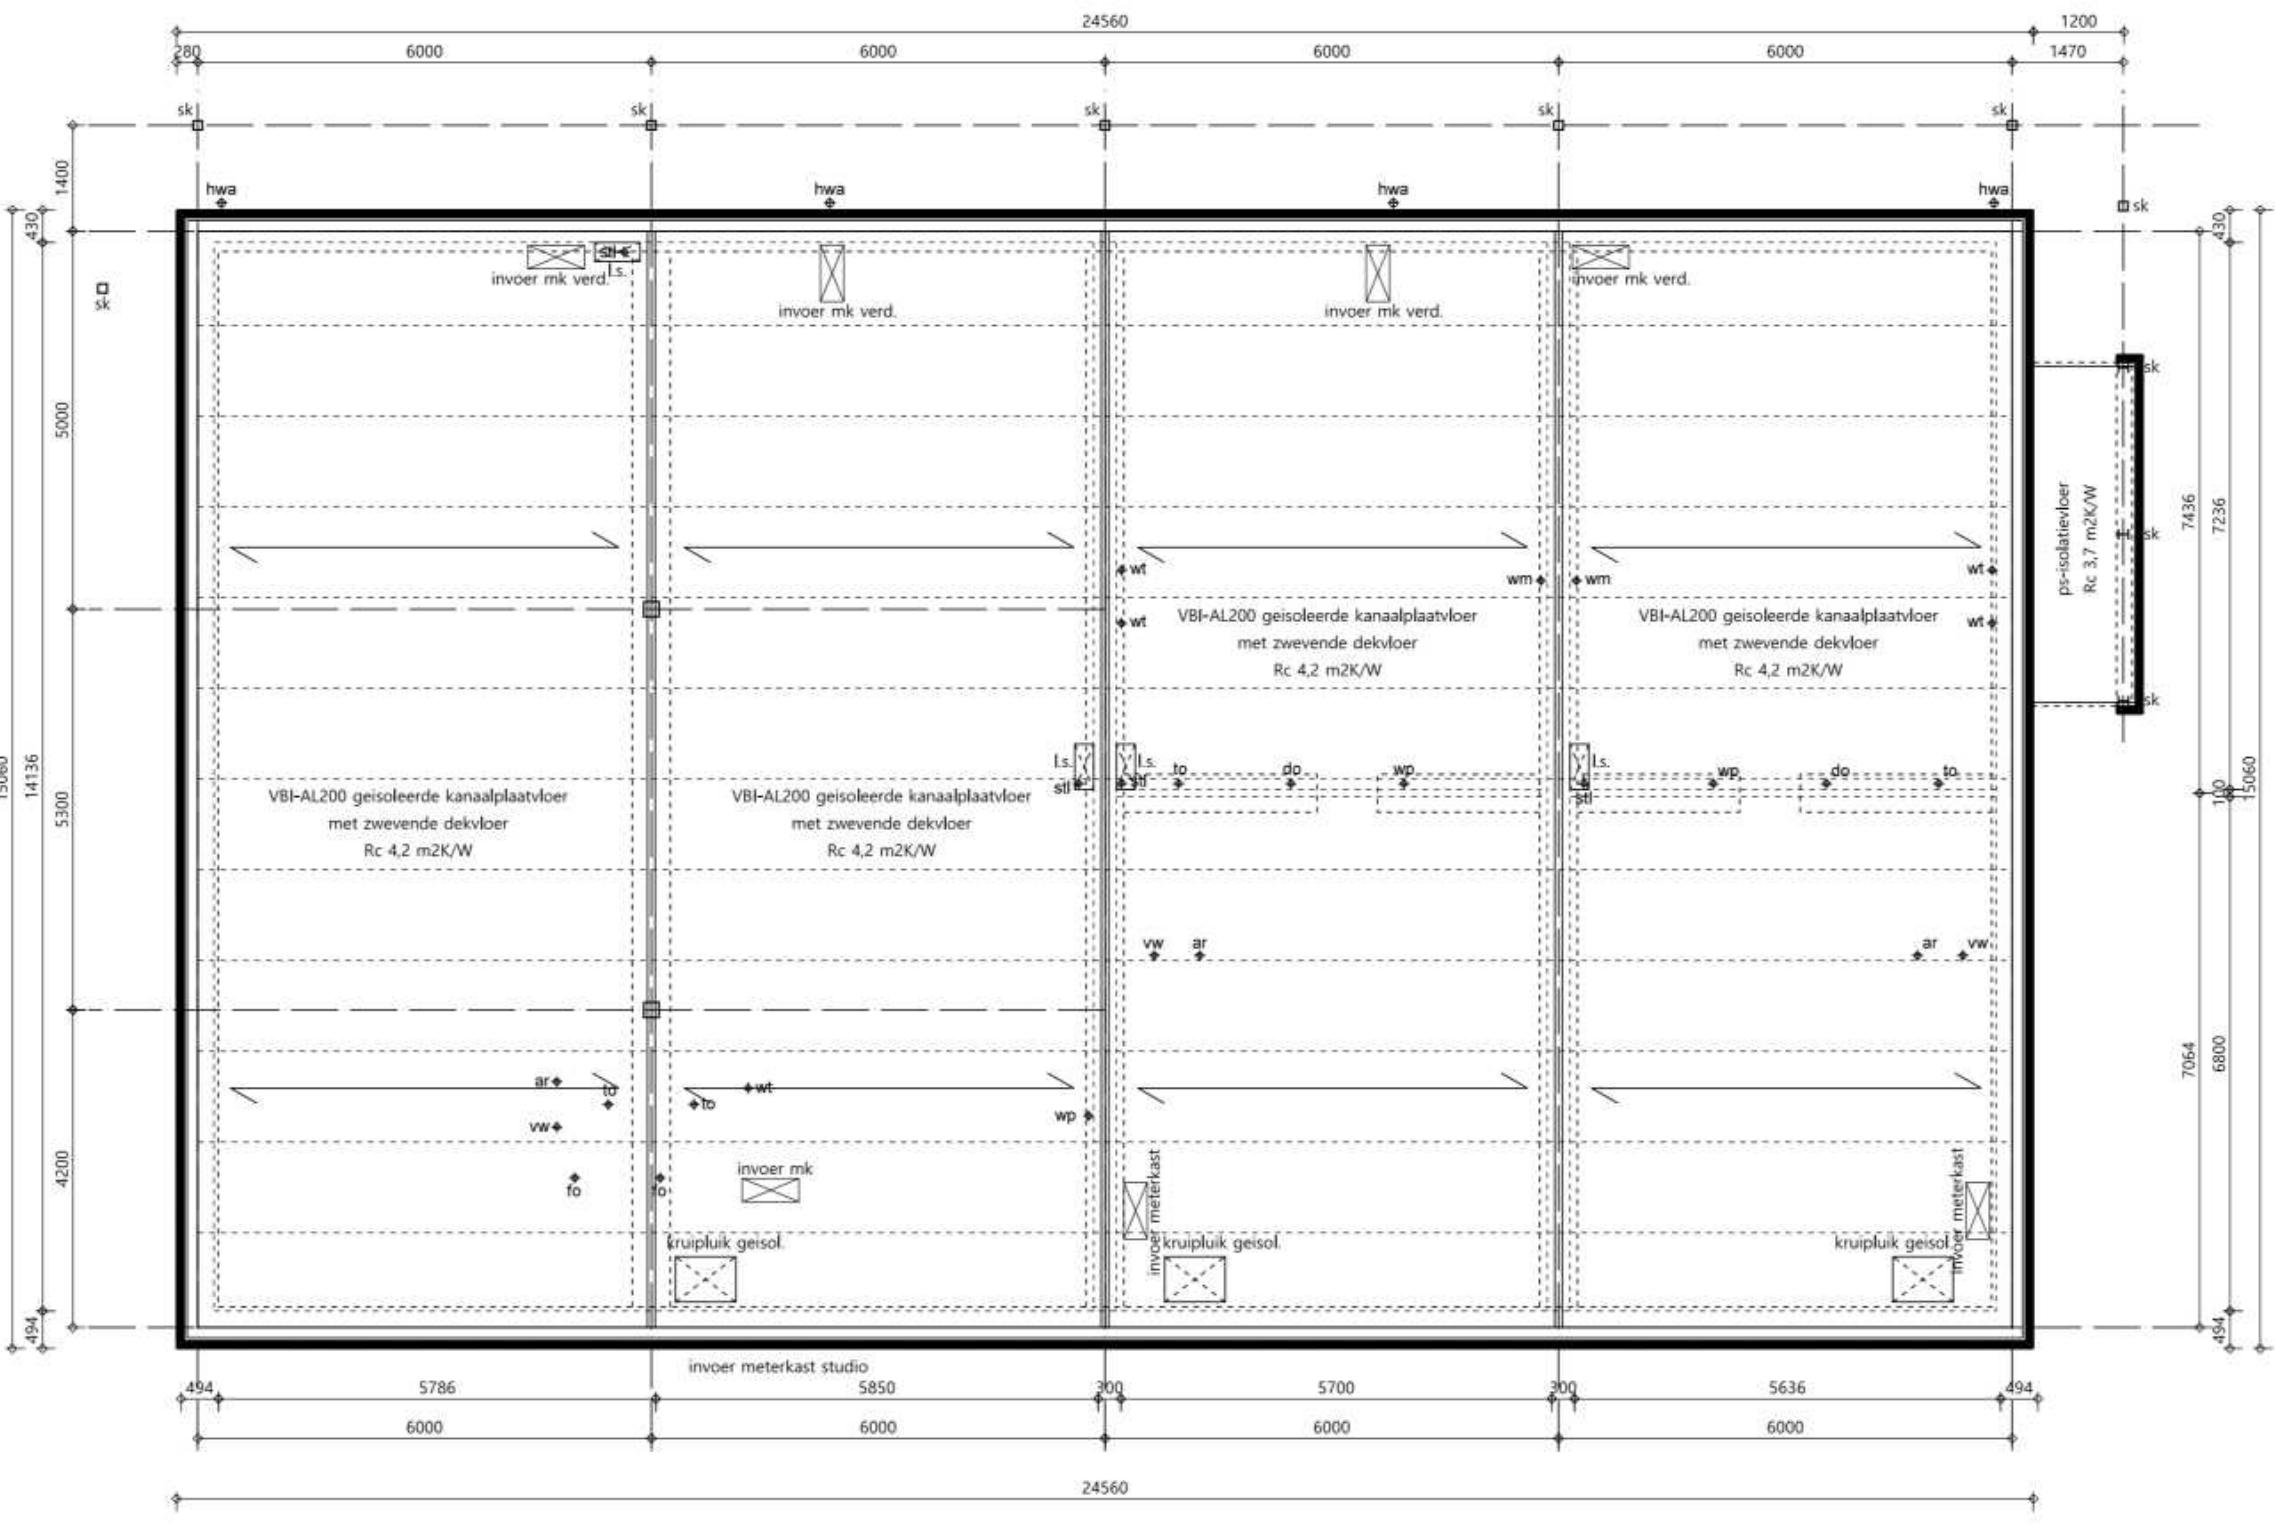 24560
1200
280
6000
6000
6000
6000
1470
sk
sk
sk
sk
sk
1400
hwa
hwa
hwa
hwa
sk
430
430
stl
l.s.
invoer mk verd.
invoer mk verd.
invoer mk verd.
invoer mk verd.
sk
sk
5000
ps-isolatievloer
Rc 3,7 m2K/W
7436
7236
sk
wt
wm
wm
wt
wt
wt
VBI-AL200 geisoleerde kanaalplaatvloer
met zwevende dekvloer
Rc 4,2 m2K/W
VBI-AL200 geisoleerde kanaalplaatvloer
met zwevende dekvloer
Rc 4,2 m2K/W
sk
15060
14136
5300
l.s.
stl
l.s.
stl
to
do
wp
l.s.
stl
wp
do
to
100
15060
VBI-AL200 geisoleerde kanaalplaatvloer
met zwevende dekvloer
Rc 4,2 m2K/W
VBI-AL200 geisoleerde kanaalplaatvloer
met zwevende dekvloer
Rc 4,2 m2K/W
vw
ar
ar
vw
7064
6800
ar
to
vw
to
wt
wp
4200
fo
fo
invoer mk
invoer meterkast
invoer meterkast
kruipluik geisol.
kruipluik geisol.
kruipluik geisol.
494
494
invoer meterkast studio
494
5786
5850
300
5700
300
5636
494
6000
6000
6000
6000
24560